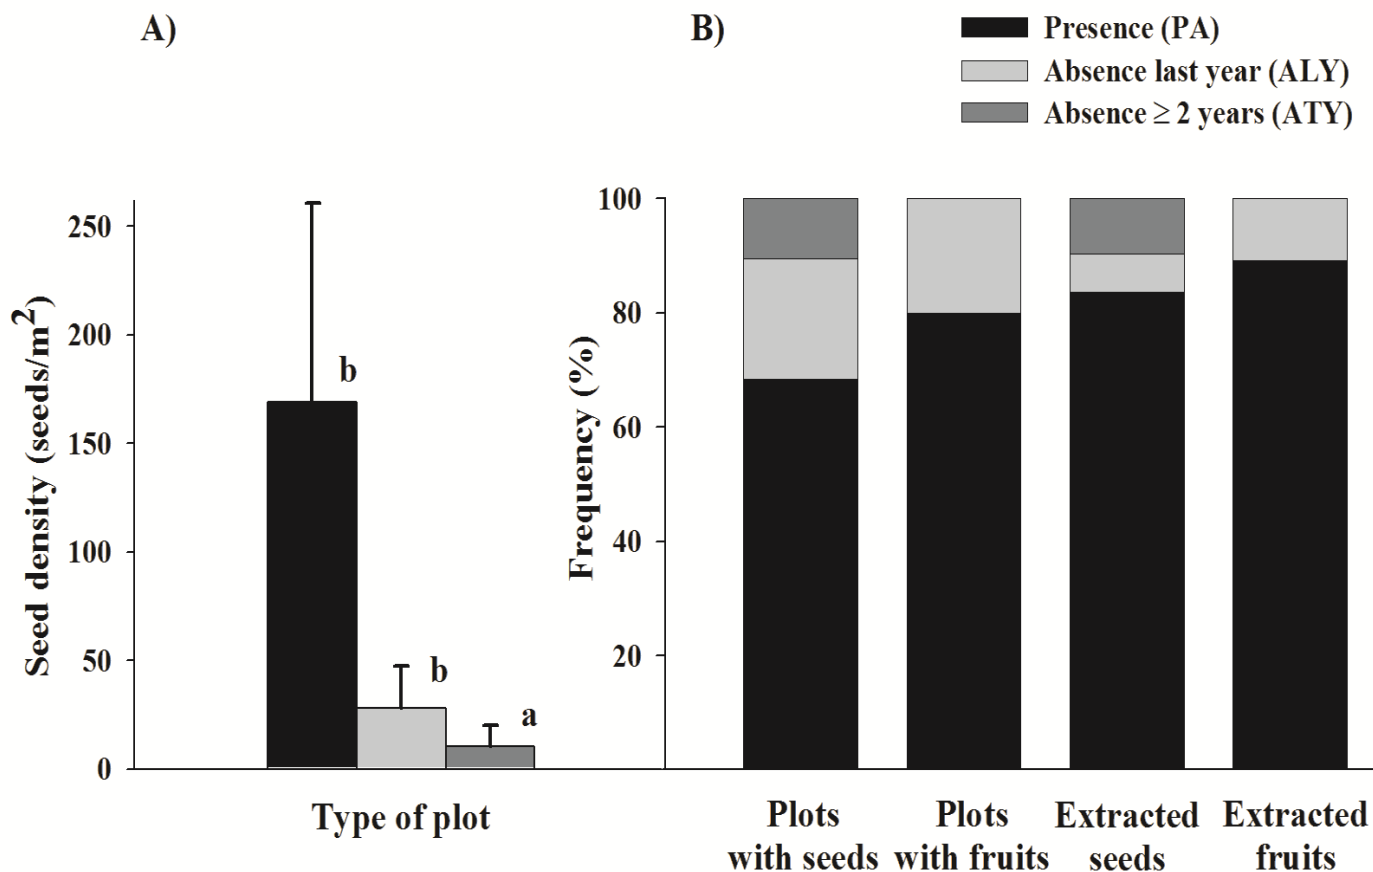 A)
B)
Presence (PA)
Absence last year (ALY)
Absence ≥ 2 years (ATY)
Seed density (seeds/m²)
250
200
150
100
50
0
b
b
a
Type of plot
Frequency (%)
100
80
60
40
20
Plots
with seeds
Plots
with fruits
Extracted
seeds
Extracted
fruits